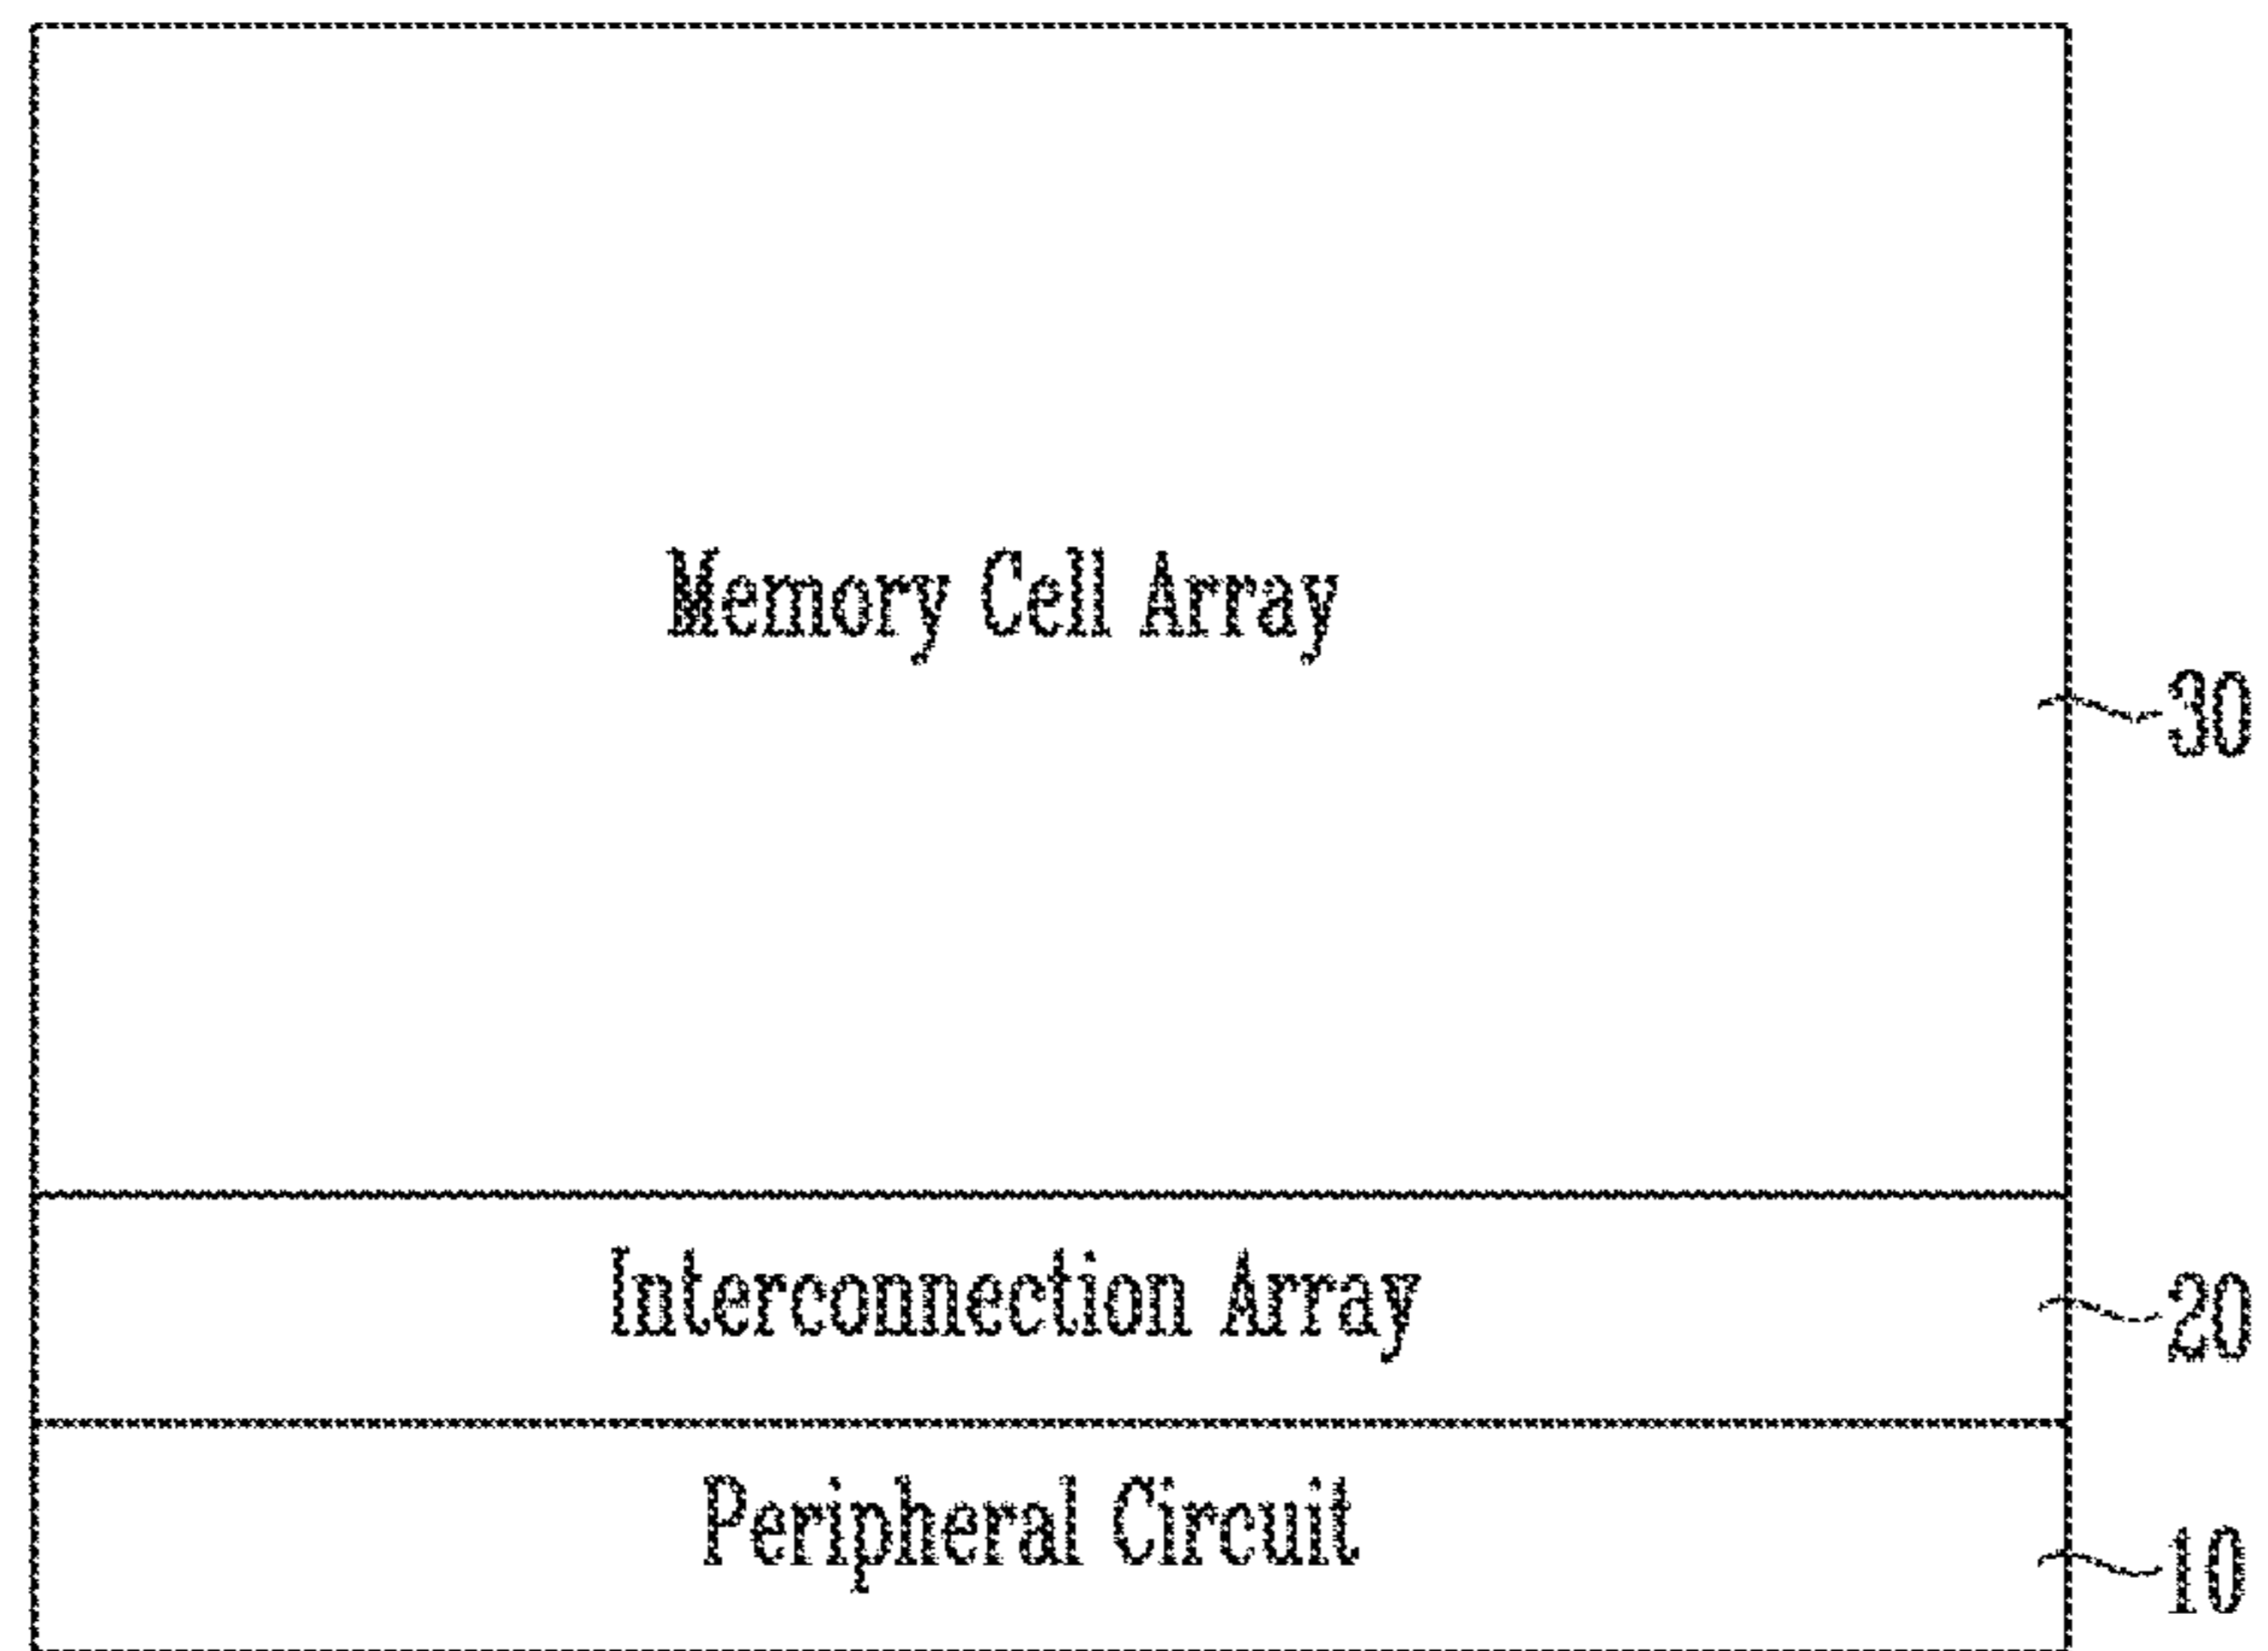 Memory Cell Array
30
Interconnection Array
20
Peripheral Circuit
10